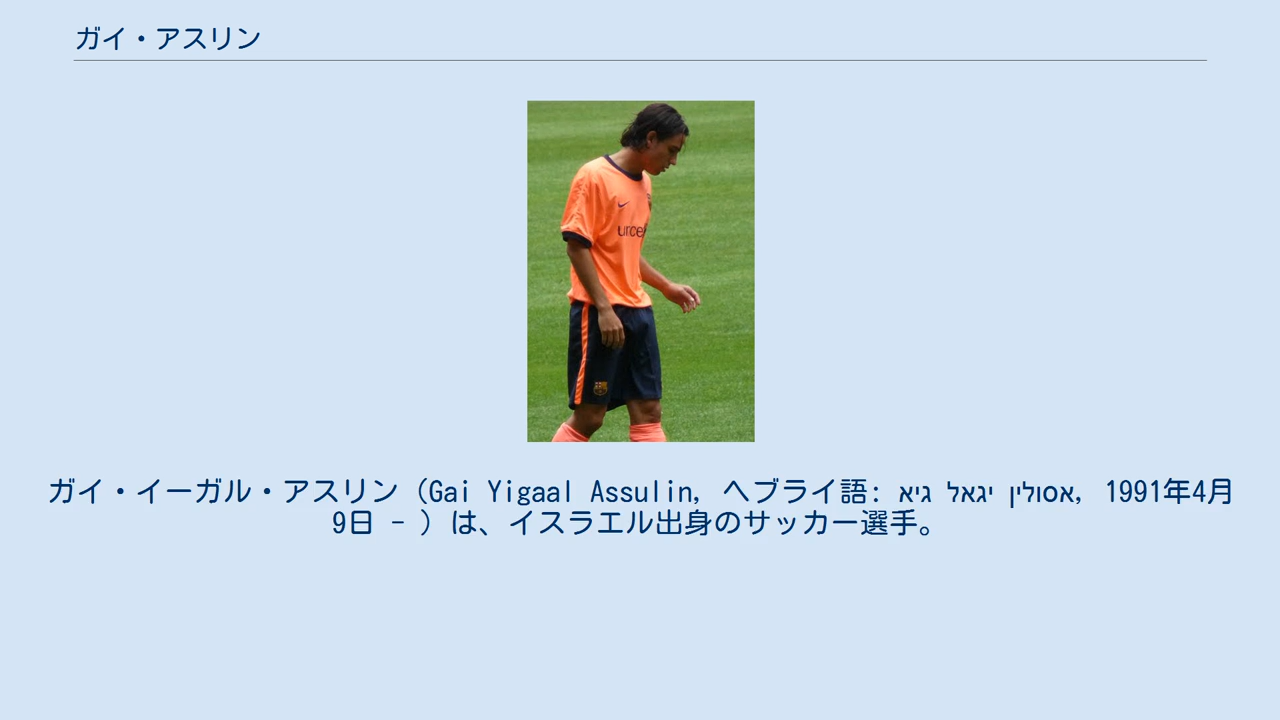 ガイ・アスリン
unicef
ガイ・イーガル・アスリン（Gai Yigaal Assulin, ヘブライ語: גיא יגאל אסולין, 1991年4月
9日 - ）は、イスラエル出身のサッカー選手。